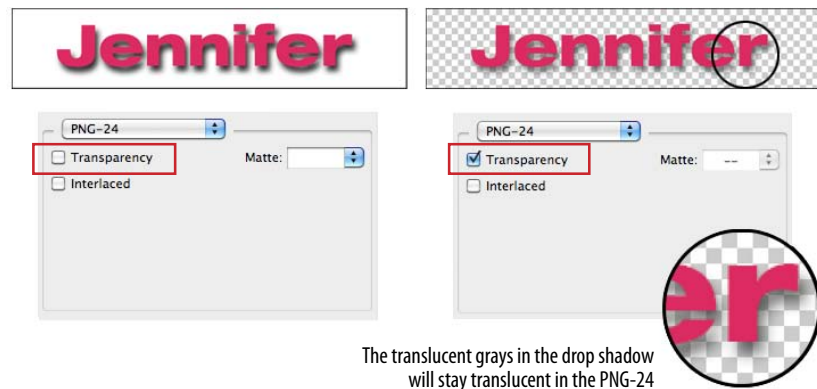 Jennifer
Jennifer
PNG-24
Transparency
Matte:
Interlaced
PNG-24
Transparency
Matte: --
Interlaced
er
The translucent grays in the drop shadow
will stay translucent in the PNG-24